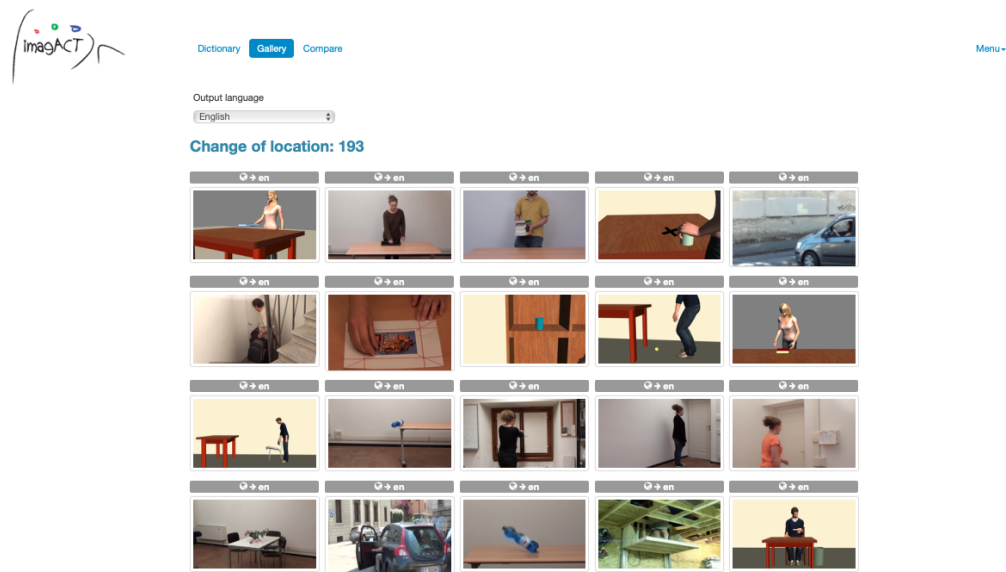 imagACT
Dictionary Gallery Compare Menu
Output language
English
Change of location: 193
→ en → en → en → en → en
→ en → en → en → en → en
→ en → en → en → en → en
→ en → en → en → en → en